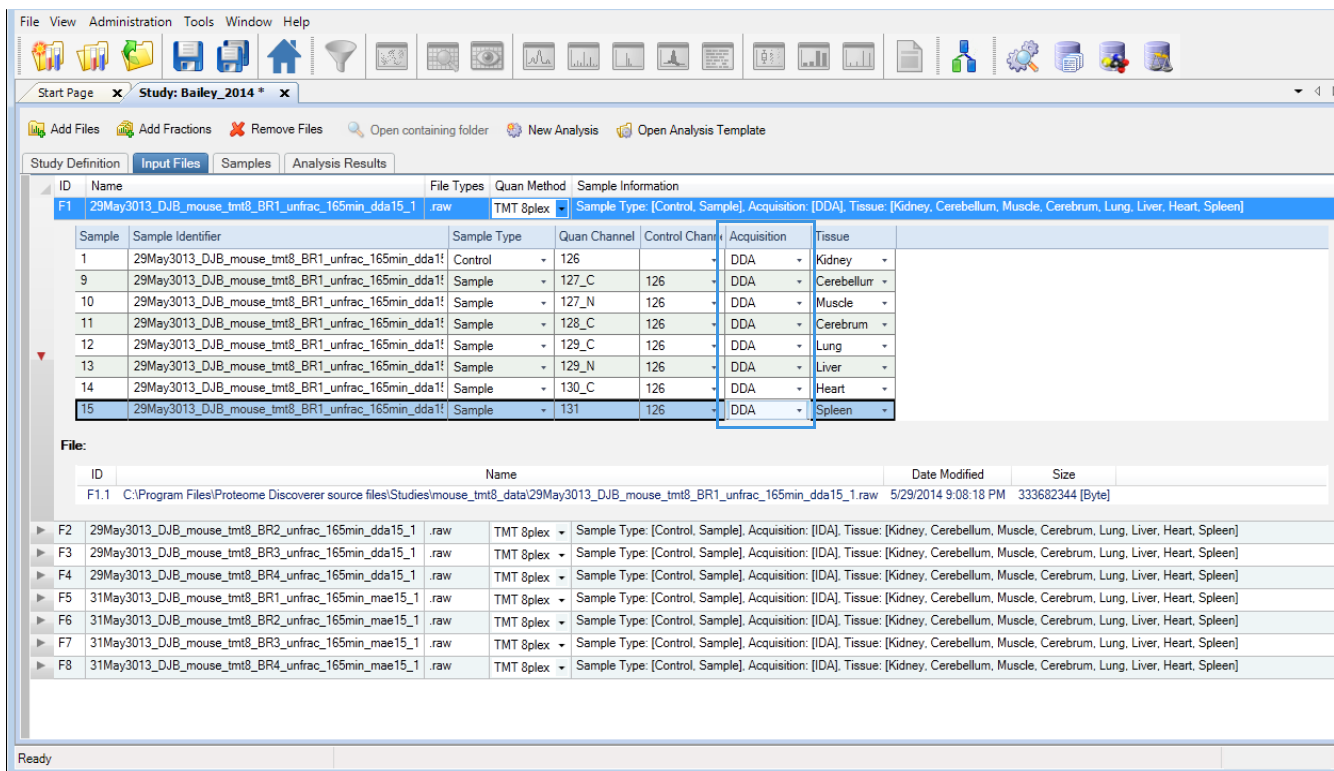 File View Administration Tools Window Help
Start Page x Study: Bailey_2014 * x
Add Files Add Fractions Remove Files Open containing folder New Analysis Open Analysis Template
Study Definition Input Files Samples Analysis Results
ID Name File Types Quan Method Sample Information
F1 29May3013_DJB_mouse_tmt8_BR1_unfrac_165min_dda15_1 .raw TMT 8plex Sample Type: [Control, Sample], Acquisition: [DDA], Tissue: [Kidney, Cerebellum, Muscle, Cerebrum, Lung, Liver, Heart, Spleen]
Sample Sample Identifier Sample Type Quan Channel Control Channe Acquisition Tissue
1 29May3013_DJB_mouse_tmt8_BR1_unfrac_165min_dda1 Control 126 DDA Kidney
9 29May3013_DJB_mouse_tmt8_BR1_unfrac_165min_dda1 Sample 127_C 126 DDA Cerebellum
10 29May3013_DJB_mouse_tmt8_BR1_unfrac_165min_dda1 Sample 127_N 126 DDA Muscle
11 29May3013_DJB_mouse_tmt8_BR1_unfrac_165min_dda1 Sample 128_C 126 DDA Cerebrum
12 29May3013_DJB_mouse_tmt8_BR1_unfrac_165min_dda1 Sample 129_C 126 DDA Lung
13 29May3013_DJB_mouse_tmt8_BR1_unfrac_165min_dda1 Sample 129_N 126 DDA Liver
14 29May3013_DJB_mouse_tmt8_BR1_unfrac_165min_dda1 Sample 130_C 126 DDA Heart
15 29May3013_DJB_mouse_tmt8_BR1_unfrac_165min_dda1 Sample 131 126 DDA Spleen
File:
ID Name Date Modified Size
F1.1 C:\Program Files\Proteome Discoverer source files\Studies\mouse_tmt8_data\29May3013_DJB_mouse_tmt8_BR1_unfrac_165min_dda15_1.raw 5/29/2014 9:08:18 PM 333682344 [Byte]
F2 29May3013_DJB_mouse_tmt8_BR2_unfrac_165min_dda15_1 .raw TMT 8plex Sample Type: [Control, Sample], Acquisition: [IDA], Tissue: [Kidney, Cerebellum, Muscle, Cerebrum, Lung, Liver, Heart, Spleen]
F3 29May3013_DJB_mouse_tmt8_BR3_unfrac_165min_dda15_1 .raw TMT 8plex Sample Type: [Control, Sample], Acquisition: [IDA], Tissue: [Kidney, Cerebellum, Muscle, Cerebrum, Lung, Liver, Heart, Spleen]
F4 29May3013_DJB_mouse_tmt8_BR4_unfrac_165min_dda15_1 .raw TMT 8plex Sample Type: [Control, Sample], Acquisition: [IDA], Tissue: [Kidney, Cerebellum, Muscle, Cerebrum, Lung, Liver, Heart, Spleen]
F5 31May3013_DJB_mouse_tmt8_BR1_unfrac_165min_mae15_1 .raw TMT 8plex Sample Type: [Control, Sample], Acquisition: [IDA], Tissue: [Kidney, Cerebellum, Muscle, Cerebrum, Lung, Liver, Heart, Spleen]
F6 31May3013_DJB_mouse_tmt8_BR2_unfrac_165min_mae15_1 .raw TMT 8plex Sample Type: [Control, Sample], Acquisition: [IDA], Tissue: [Kidney, Cerebellum, Muscle, Cerebrum, Lung, Liver, Heart, Spleen]
F7 31May3013_DJB_mouse_tmt8_BR3_unfrac_165min_mae15_1 .raw TMT 8plex Sample Type: [Control, Sample], Acquisition: [IDA], Tissue: [Kidney, Cerebellum, Muscle, Cerebrum, Lung, Liver, Heart, Spleen]
F8 31May3013_DJB_mouse_tmt8_BR4_unfrac_165min_mae15_1 .raw TMT 8plex Sample Type: [Control, Sample], Acquisition: [IDA], Tissue: [Kidney, Cerebellum, Muscle, Cerebrum, Lung, Liver, Heart, Spleen]
Ready